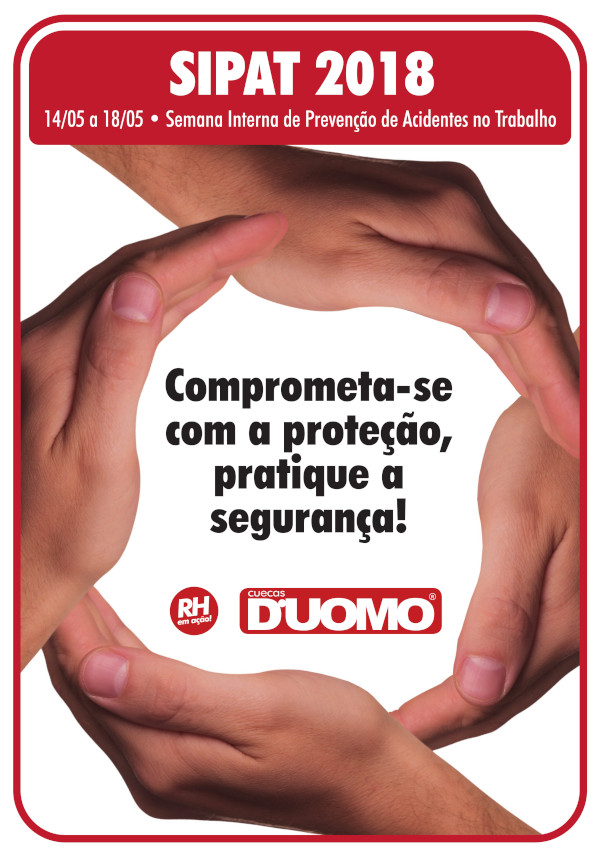 SIPAT 2018
14/05 a 18/05 • Semana Interna de Prevenção de Acidentes no Trabalho
Comprometa-se
com a proteção,
pratique a
segurança!
RH
em ação!
cuecas
D'UOMO®